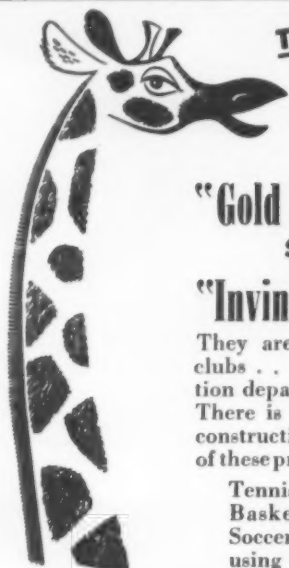 "Gold
"Invin
They are
clubs . .
tion depa
There is
constructi
of these pr
Tennis
Baske
Soccer
using